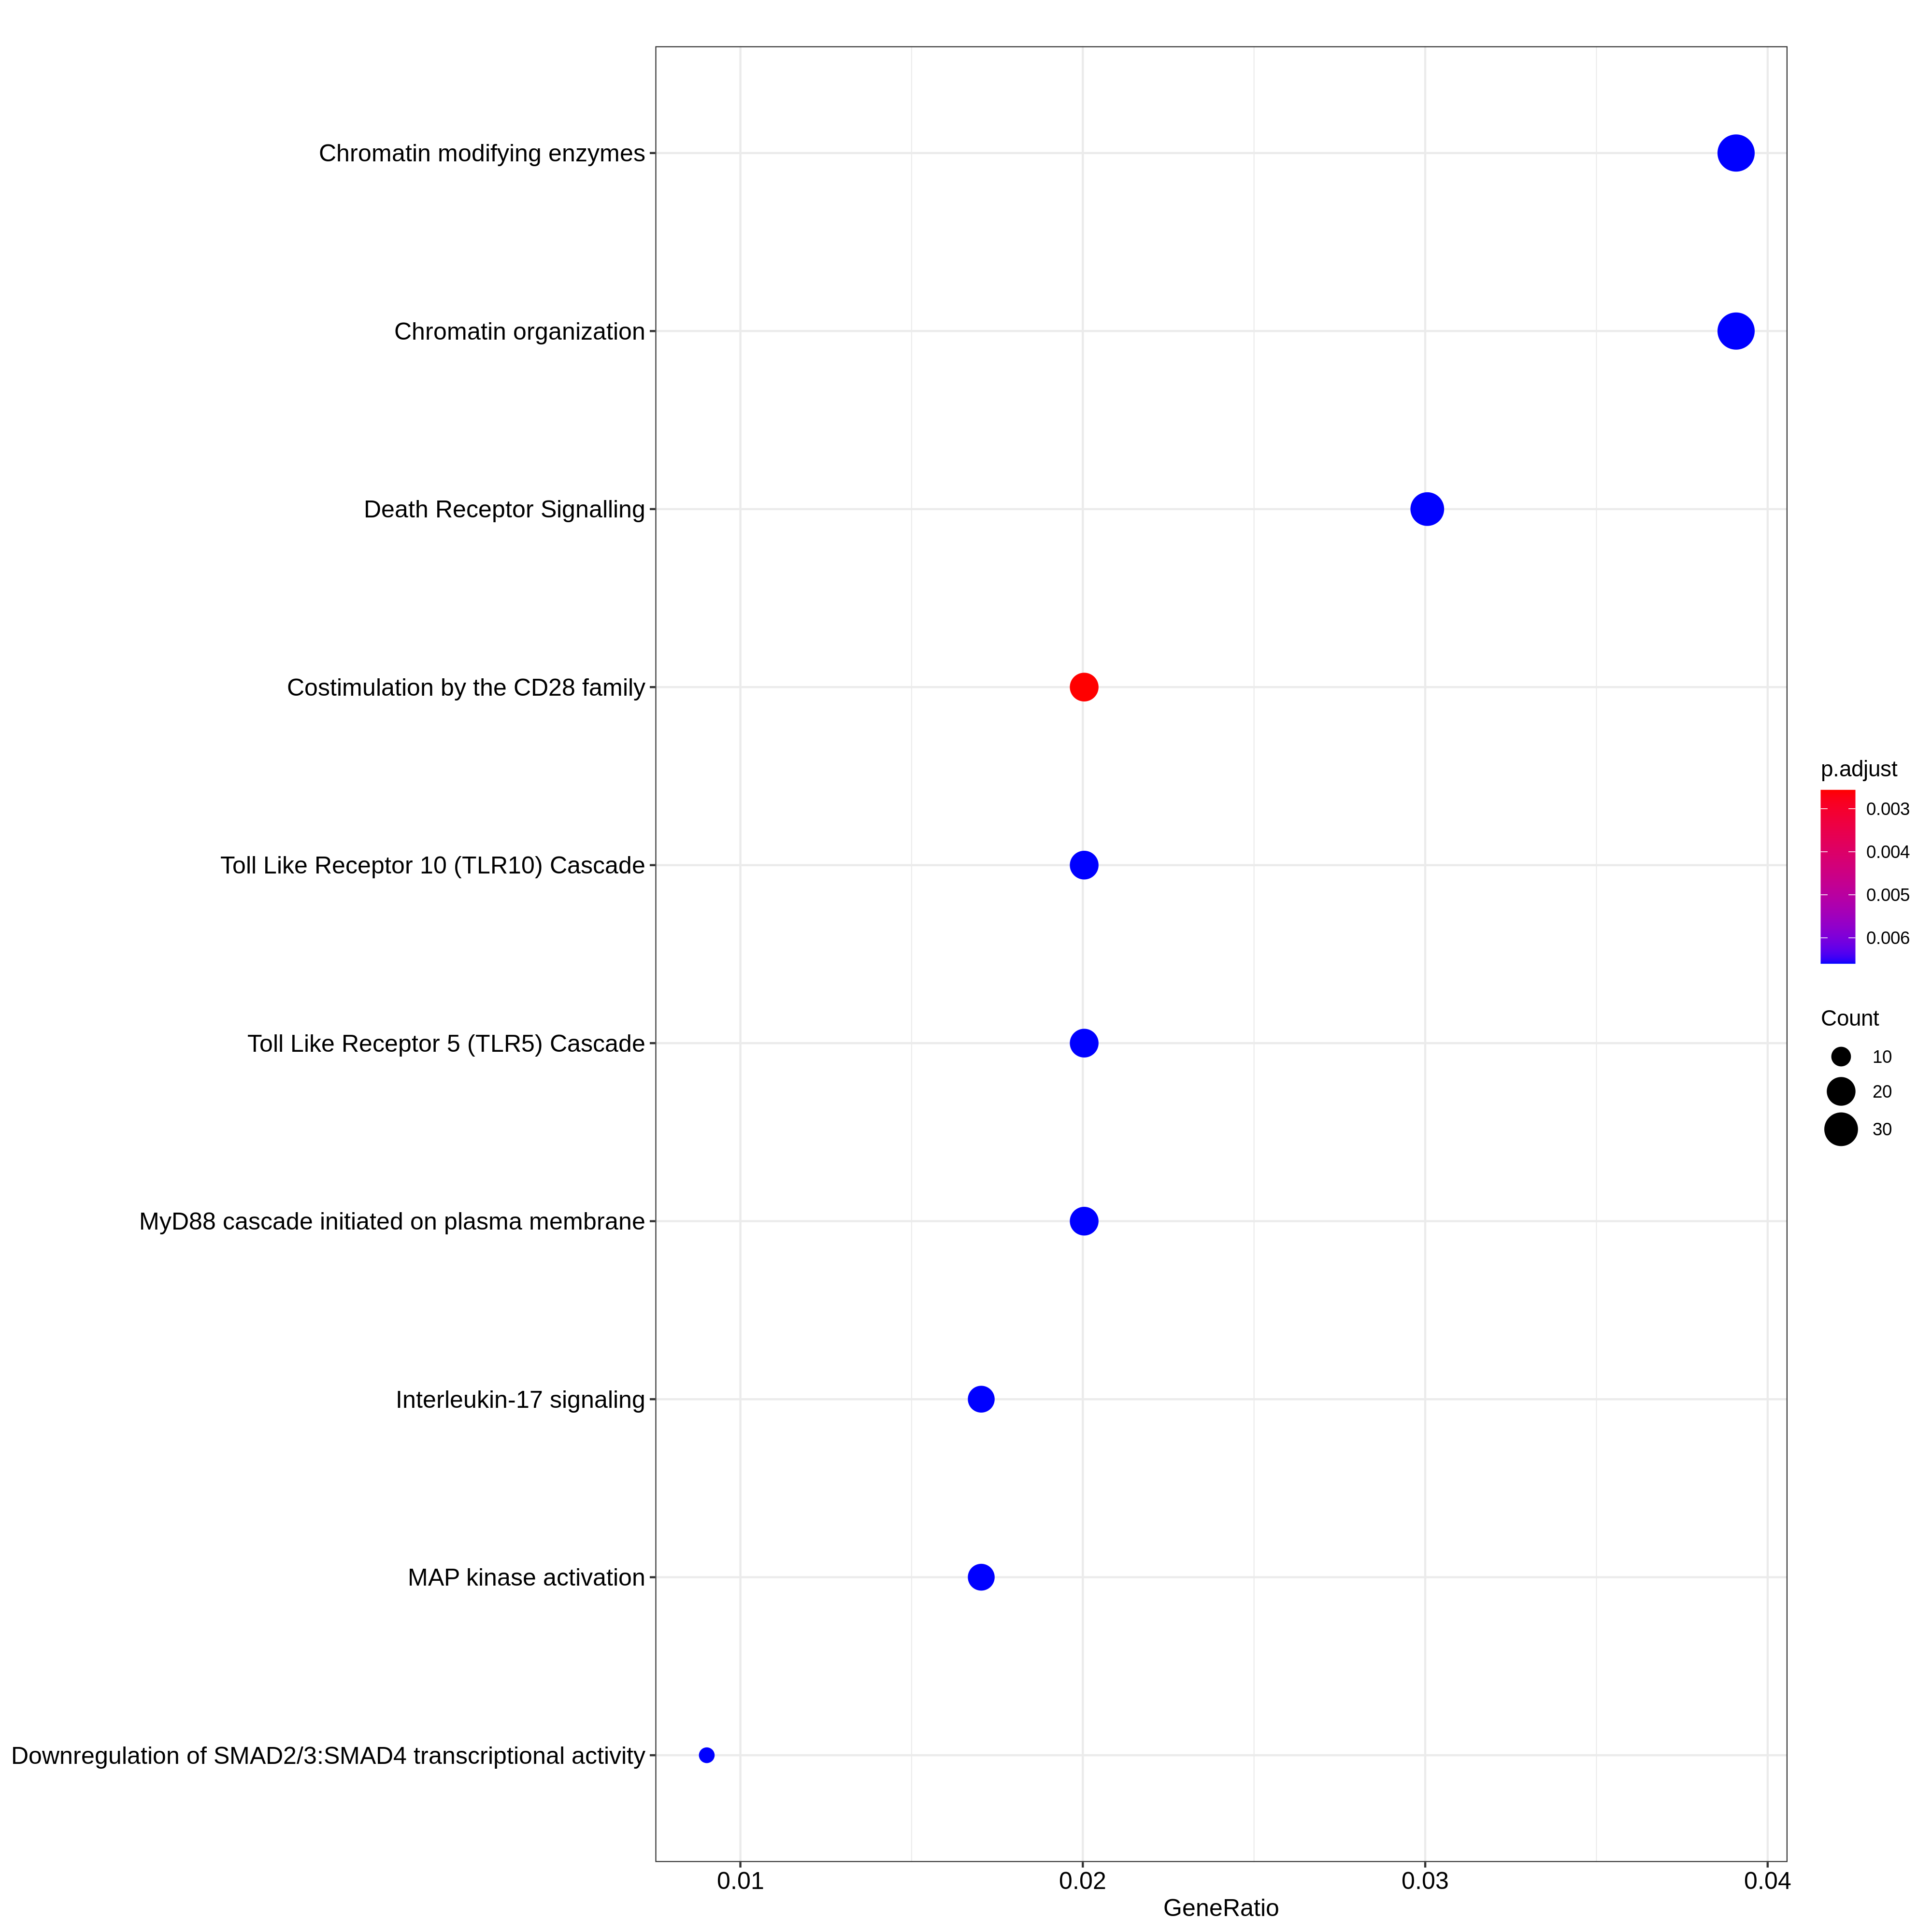 Chromatin modifying enzymes
Chromatin organization
Death Receptor Signalling
Costimulation by the CD28 family
Toll Like Receptor 10 (TLR10) Cascade
Toll Like Receptor 5 (TLR5) Cascade
MyD88 cascade initiated on plasma membrane
Interleukin-17 signaling
MAP kinase activation
Downregulation of SMAD2/3:SMAD4 transcriptional activity
0.01 0.02 0.03 0.04
GeneRatio
p.adjust
0.003
0.004
0.005
0.006
Count
10
20
30